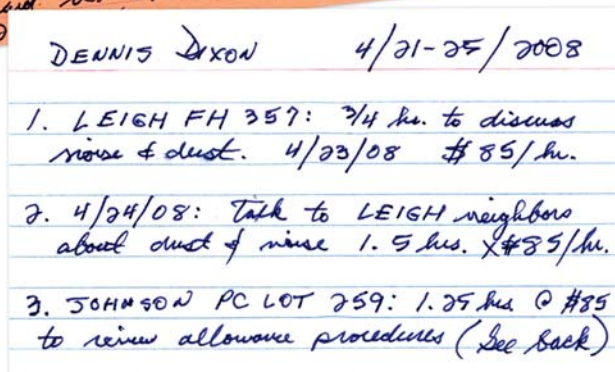 DENNIS DIXON 4/21-25/2008
1. LEIGH FH 357: 3/4 hr. to discuss
noise & dust. 4/23/08 $85/hr.
2. 4/24/08: Talk to LEIGH neighbors
about dust & noise 1.5 hrs. X $85/hr.
3. JOHNSON PC LOT 259: 1.25 hrs @ $85
to review allowance procedures (See back)